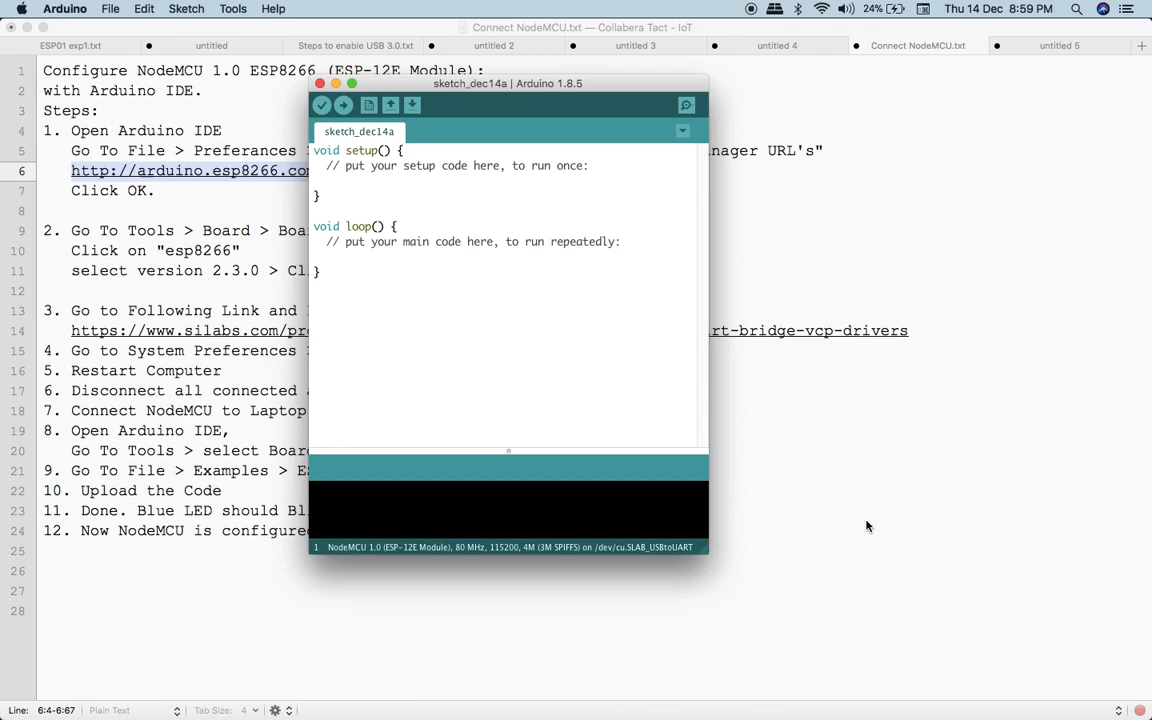 Arduino File Edit Sketch Tools Help 24% Thu 14 Dec 8:59 PM
Connect NodeMCU.txt — Collabera Tact - IoT
ESP01 exp1.txt untitled Steps to enable USB 3.0.txt untitled 2 untitled 3 untitled 4 Connect NodeMCU.txt untitled 5
1 Configure NodeMCU 1.0 ESP8266 (ESP-12E Module):
2 with Arduino IDE.
3 Steps:
4 1. Open Arduino IDE
5 Go To File > Preferances nager URL's"
6 http://arduino.esp8266.com
7 Click OK.
8
9 2. Go To Tools > Board > Boa
10 Click on "esp8266"
11 select version 2.3.0 > Cl
12
13 3. Go to Following Link and
14 https://www.silabs.com/pro rt-bridge-vcp-drivers
15 4. Go to System Preferences
16 5. Restart Computer
17 6. Disconnect all connected
18 7. Connect NodeMCU to Laptop
19 8. Open Arduino IDE,
20 Go To Tools > select Boar
21 9. Go To File > Examples > ES
22 10. Upload the Code
23 11. Done. Blue LED should Bl
24 12. Now NodeMCU is configured
25
26
27
28
sketch_dec14a | Arduino 1.8.5
sketch_dec14a
void setup() {
// put your setup code here, to run once:
}
void loop() {
// put your main code here, to run repeatedly:
}
1 NodeMCU 1.0 (ESP-12E Module), 80 MHz, 115200, 4M (3M SPIFFS) on /dev/cu.SLAB_USBtoUART
Line: 6:4-6:67 Plain Text Tab Size: 4